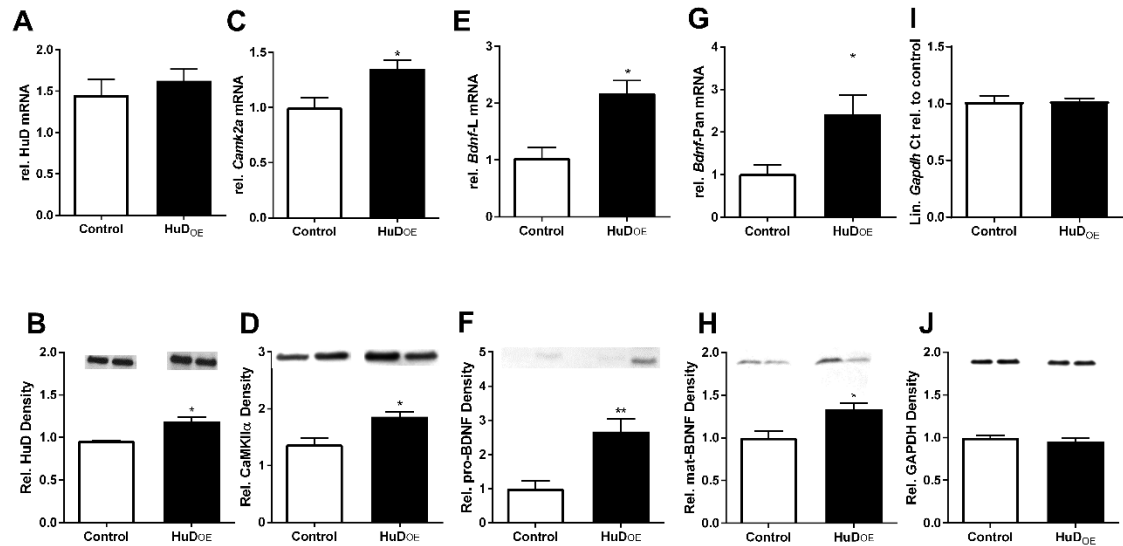 A
rel. HuD mRNA
2.0
1.5
1.0
0.5
0.0
Control HuDOE
C
rel. Camk2a mRNA
1.5
1.0
0.5
0.0
*
Control HuDOE
E
rel. Bdnf-L mRNA
3
2
1
0
*
Control HuDOE
G
rel. Bdnf-Pan mRNA
4
3
2
1
0
*
Control HuDOE
I
Lin. Gapdh Ct rel. to control
1.5
1.0
0.5
0.0
Control HuDOE
B
Rel. HuD Density
2.0
1.5
1.0
0.5
0.0
*
Control HuDOE
D
Rel. CaMKIIα Density
3
2
1
0
*
Control HuDOE
F
Rel. pro-BDNF Density
5
4
3
2
1
0
**
Control HuDOE
H
Rel. mat-BDNF Density
2.0
1.5
1.0
0.5
0.0
*
Control HuDOE
J
Rel. GAPDH Density
2.0
1.5
1.0
0.5
0.0
Control HuDOE